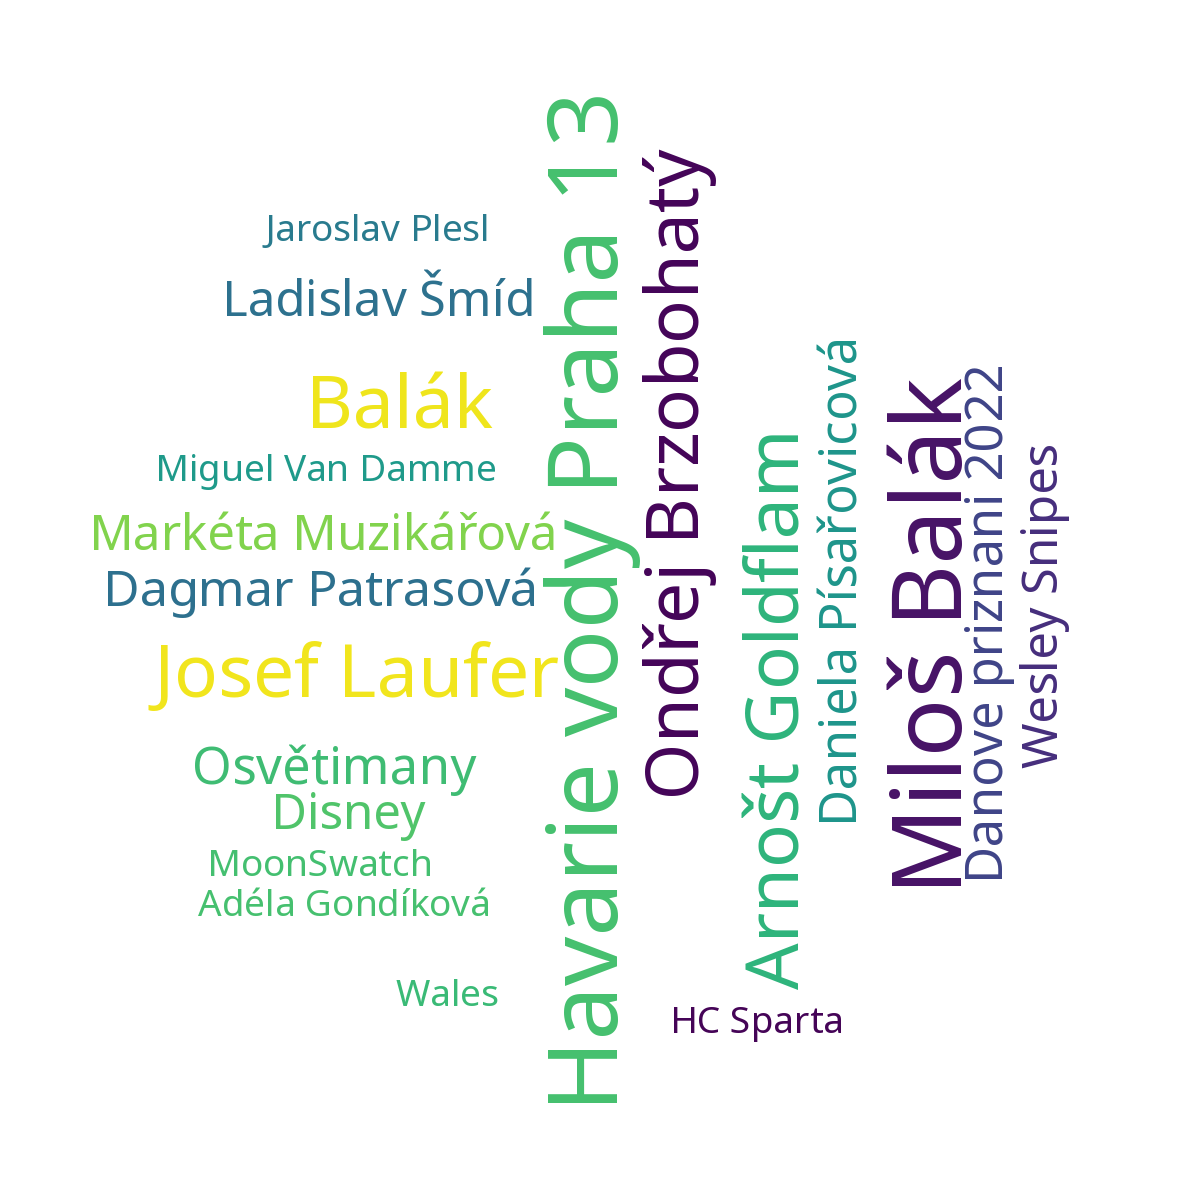 Jaroslav Plesl
Ladislav Šmíd
Balák
Miguel Van Damme
Markéta Muzikářová
Dagmar Patrasová
Josef Laufer
Osvětimany
Disney
MoonSwatch
Adéla Gondíková
Wales
Havarie vody Praha 13
Ondřej Brzobohatý
Arnošt Goldflam
Daniela Písařovicová
Miloš Balák
Danove priznani 2022
Wesley Snipes
HC Sparta